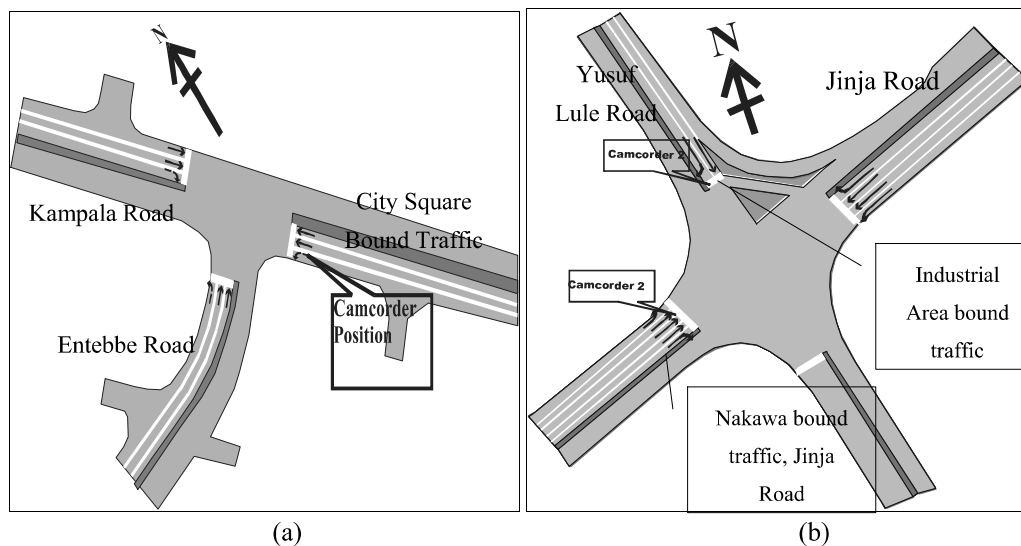 N
Kampala Road
City Square
Bound Traffic
Camcorder
Position
Entebbe Road
(a)
N
Yusuf
Lule Road
Jinja Road
Camcorder 2
Camcorder 2
Industrial
Area bound
traffic
Nakawa bound
traffic, Jinja
Road
(b)